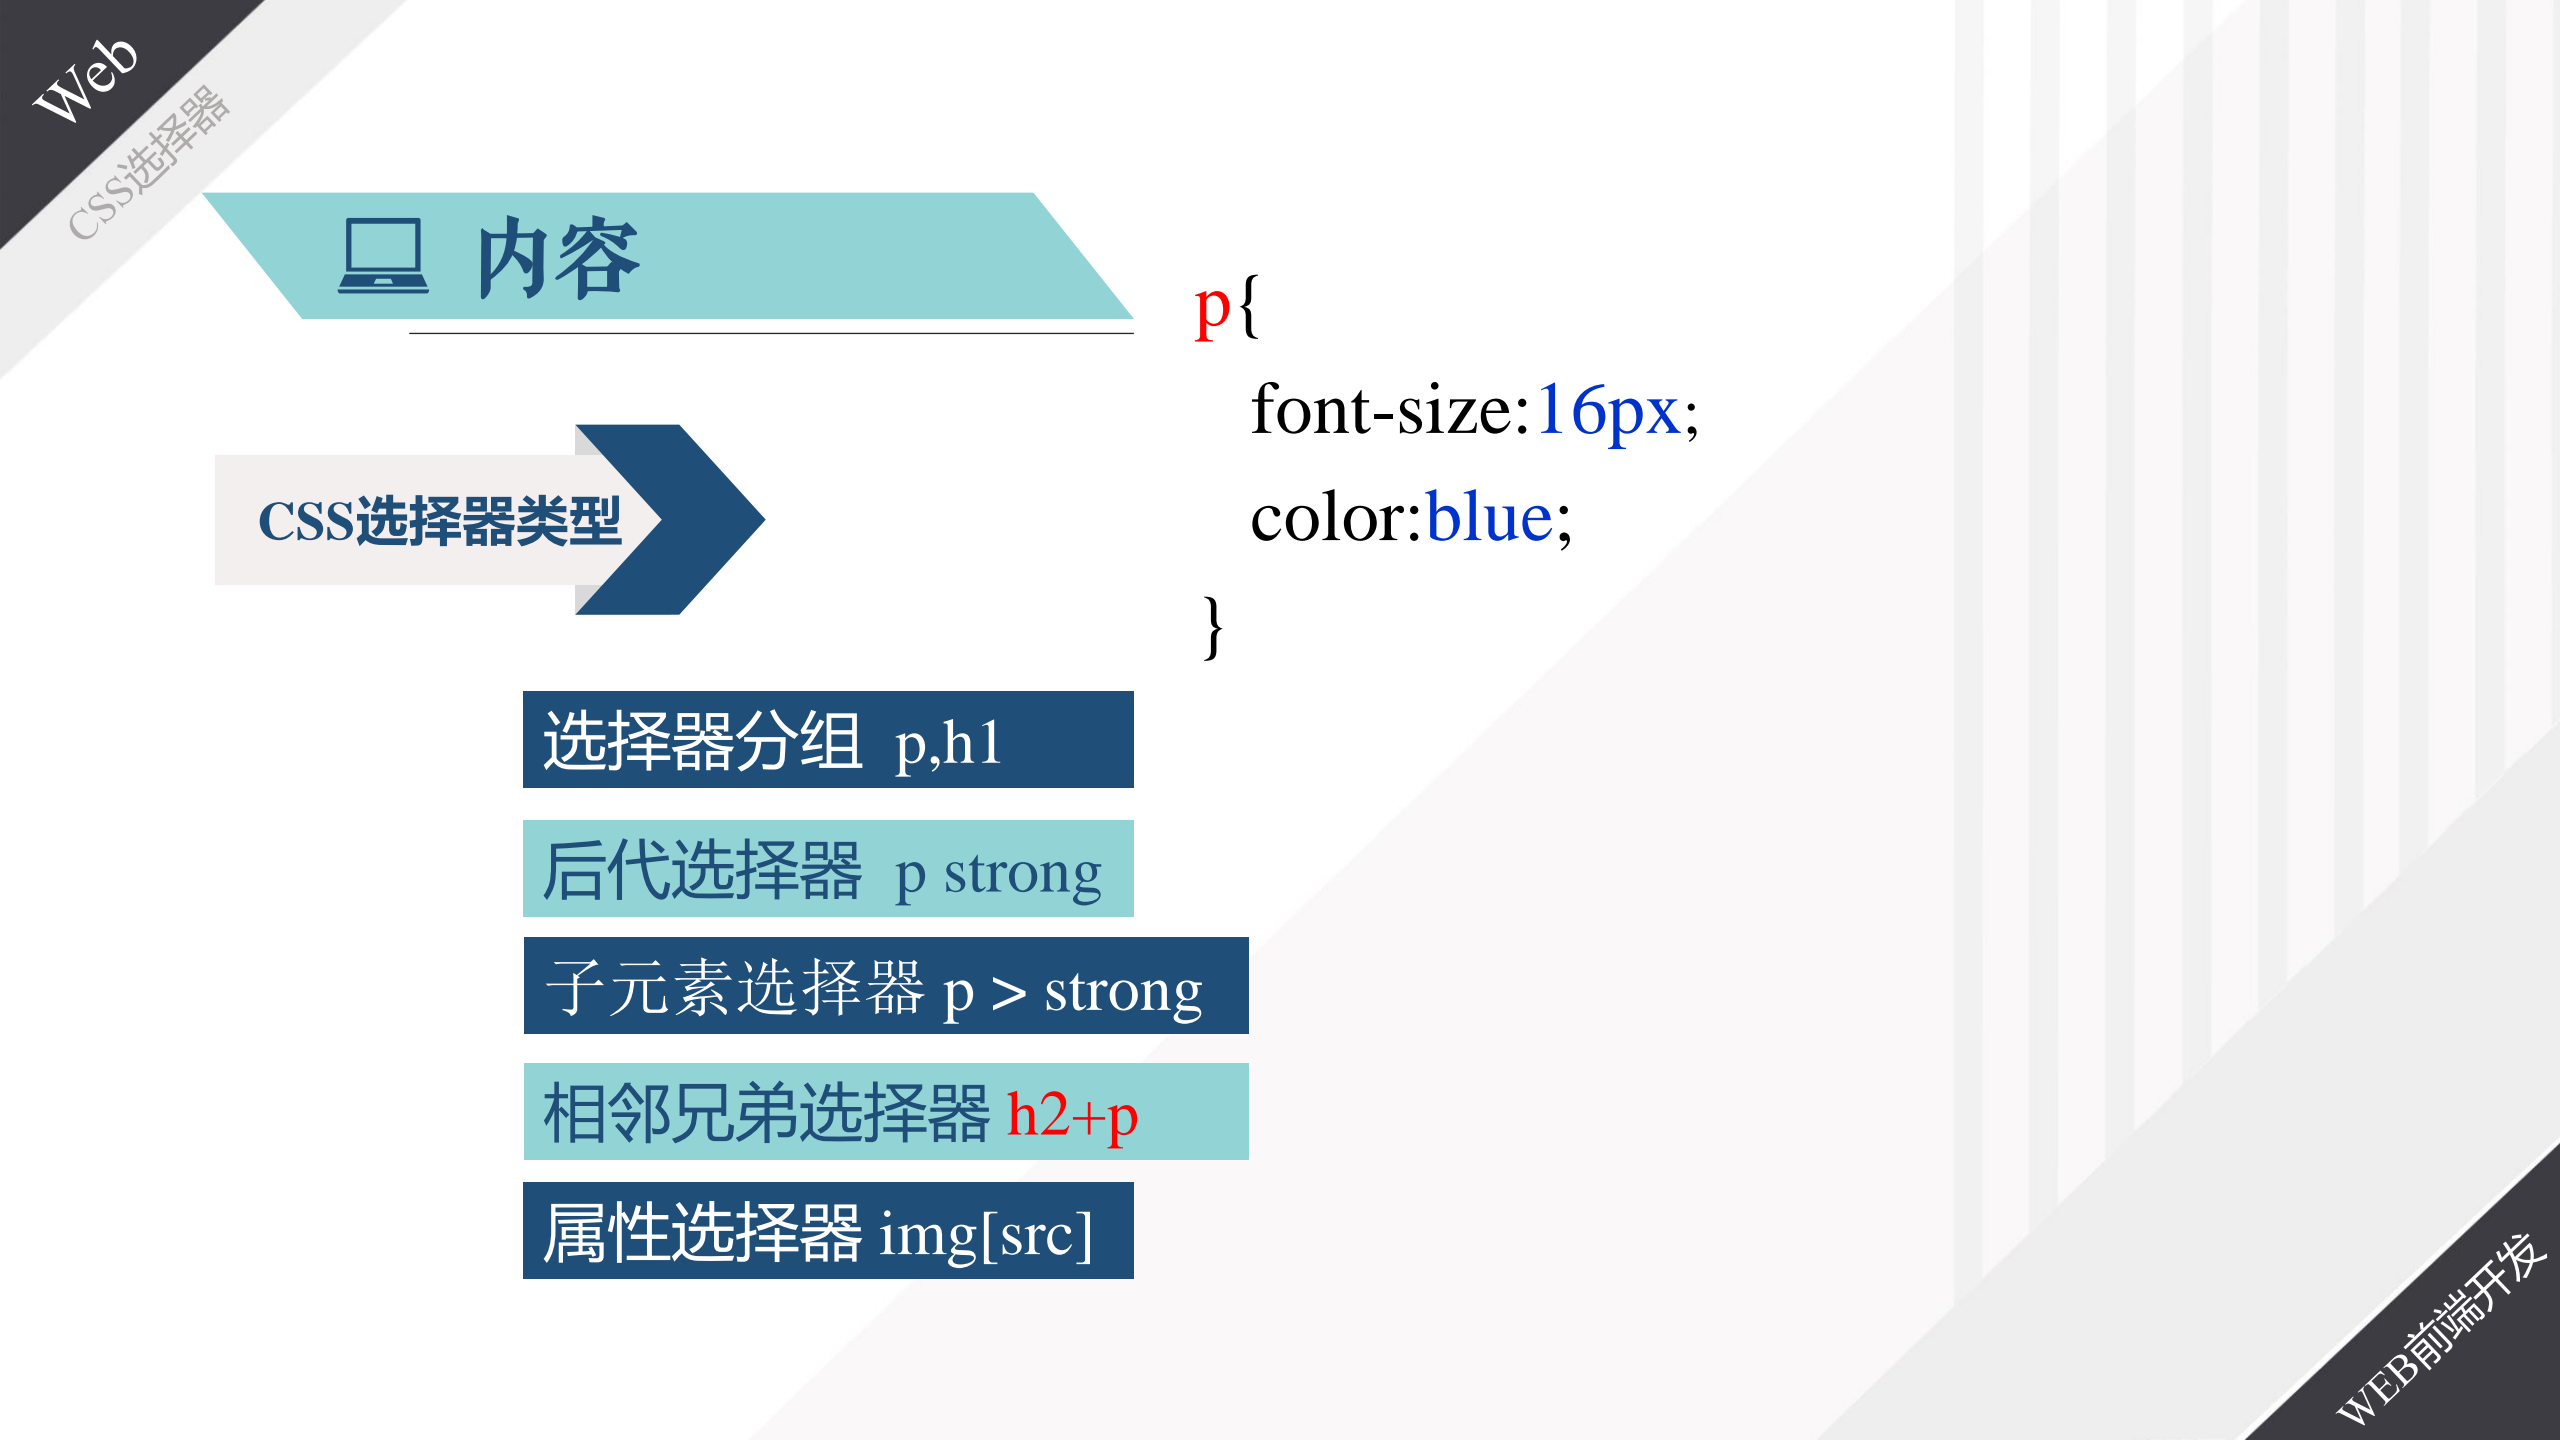 Web
CSS选择器
内容
p{
font-size:16px;
color:blue;
}
CSS选择器类型
选择器分组 p,h1
后代选择器 p strong
子元素选择器 p > strong
相邻兄弟选择器 h2+p
属性选择器 img[src]
WEB前端开发